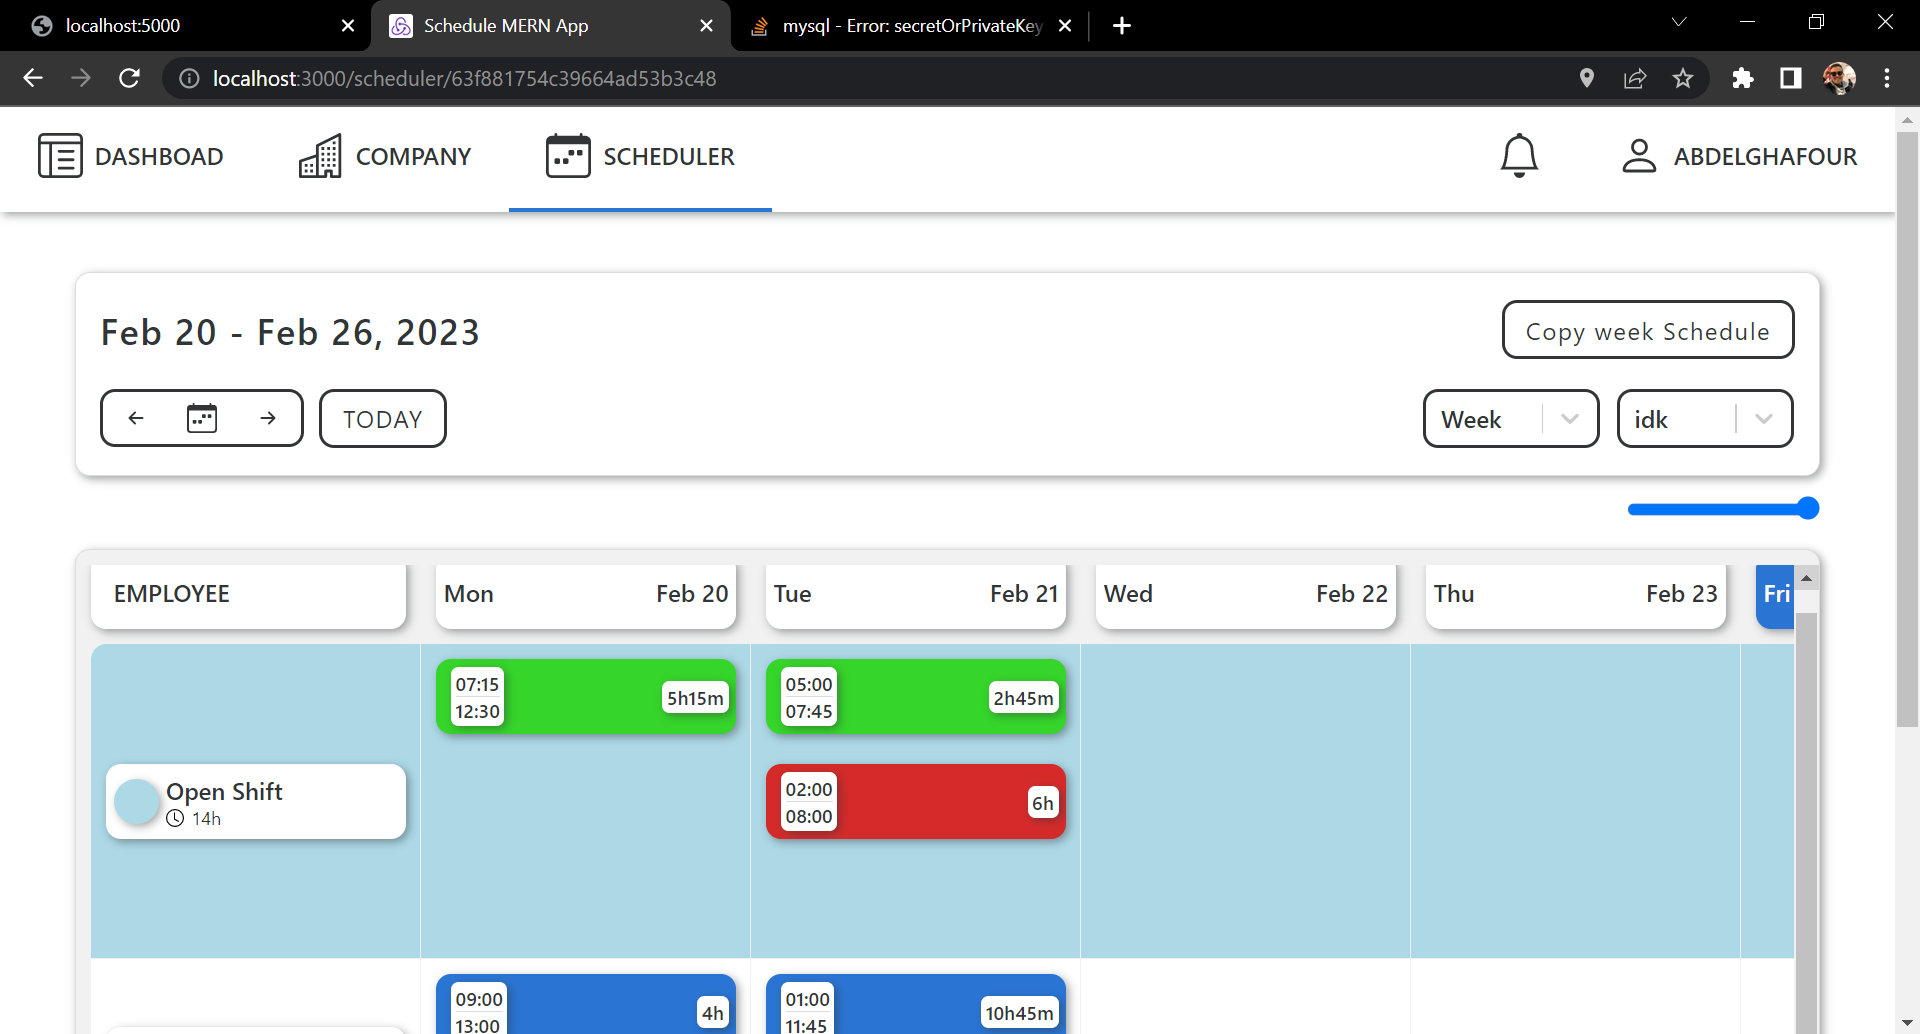 localhost:5000
Schedule MERN App
mysql - Error: secretOrPrivateKey
localhost:3000/scheduler/63f881754c39664ad53b3c48
DASHBOAD
COMPANY
SCHEDULER
ABDELGHAFOUR
Feb 20 - Feb 26, 2023
Copy week Schedule
TODAY
Week
idk
EMPLOYEE
Mon Feb 20
Tue Feb 21
Wed Feb 22
Thu Feb 23
Fri
07:15
12:30
5h15m
05:00
07:45
2h45m
Open Shift
14h
02:00
08:00
6h
09:00
13:00
4h
01:00
11:45
10h45m